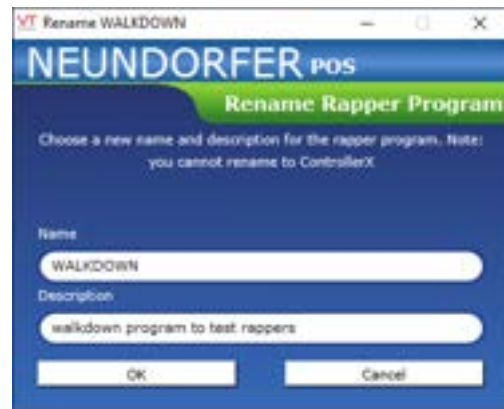 VT Rename WALKDOWN
NEUNDORFER POS
Rename Rapper Program
Choose a new name and description for the rapper program. Note:
you cannot rename to ControllerX
Name
WALKDOWN
Description
walkdown program to test rappers
OK Cancel